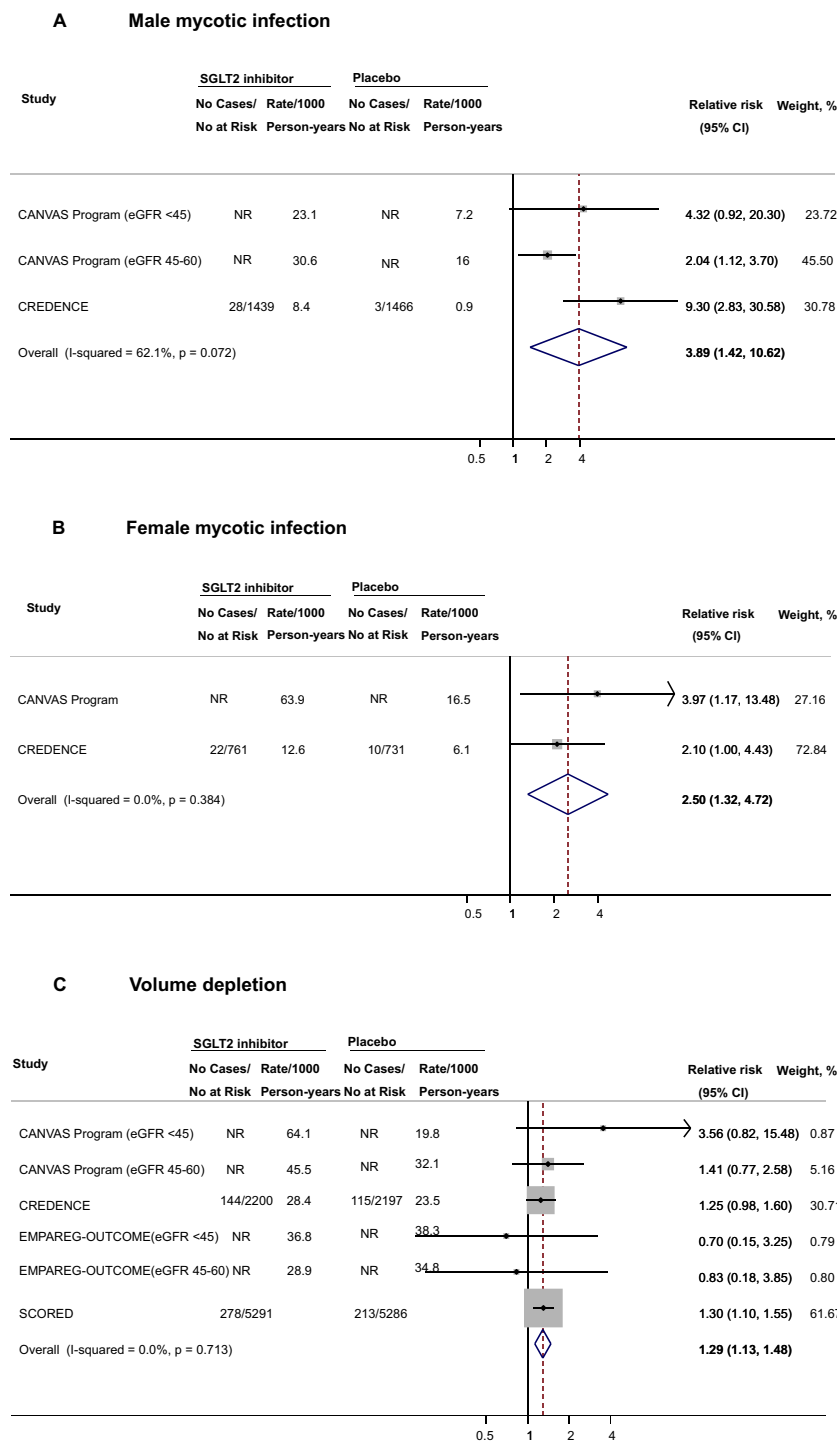 A Male mycotic infection
SGLT2 inhibitor Placebo
Study No Cases/ Rate/1000 No Cases/ Rate/1000 Relative risk Weight, %
No at Risk Person-years No at Risk Person-years (95% CI)
CANVAS Program (eGFR <45) NR 23.1 NR 7.2 4.32 (0.92, 20.30) 23.72
CANVAS Program (eGFR 45-60) NR 30.6 NR 16 2.04 (1.12, 3.70) 45.50
CREDENCE 28/1439 8.4 3/1466 0.9 9.30 (2.83, 30.58) 30.78
Overall (I-squared = 62.1%, p = 0.072) 3.89 (1.42, 10.62)
0.5 1 2 4
B Female mycotic infection
SGLT2 inhibitor Placebo
Study No Cases/ Rate/1000 No Cases/ Rate/1000 Relative risk Weight, %
No at Risk Person-years No at Risk Person-years (95% CI)
CANVAS Program NR 63.9 NR 16.5 3.97 (1.17, 13.48) 27.16
CREDENCE 22/761 12.6 10/731 6.1 2.10 (1.00, 4.43) 72.84
Overall (I-squared = 0.0%, p = 0.384) 2.50 (1.32, 4.72)
0.5 1 2 4
C Volume depletion
SGLT2 inhibitor Placebo
Study No Cases/ Rate/1000 No Cases/ Rate/1000 Relative risk Weight, %
No at Risk Person-years No at Risk Person-years (95% CI)
CANVAS Program (eGFR <45) NR 64.1 NR 19.8 3.56 (0.82, 15.48) 0.87
CANVAS Program (eGFR 45-60) NR 45.5 NR 32.1 1.41 (0.77, 2.58) 5.16
CREDENCE 144/2200 28.4 115/2197 23.5 1.25 (0.98, 1.60) 30.7
EMPAREG-OUTCOME(eGFR <45) NR 36.8 NR 38.3 0.70 (0.15, 3.25) 0.79
EMPAREG-OUTCOME(eGFR 45-60) NR 28.9 NR 34.8 0.83 (0.18, 3.85) 0.80
SCORED 278/5291 213/5286 1.30 (1.10, 1.55) 61.6
Overall (I-squared = 0.0%, p = 0.713) 1.29 (1.13, 1.48)
0.5 1 2 4